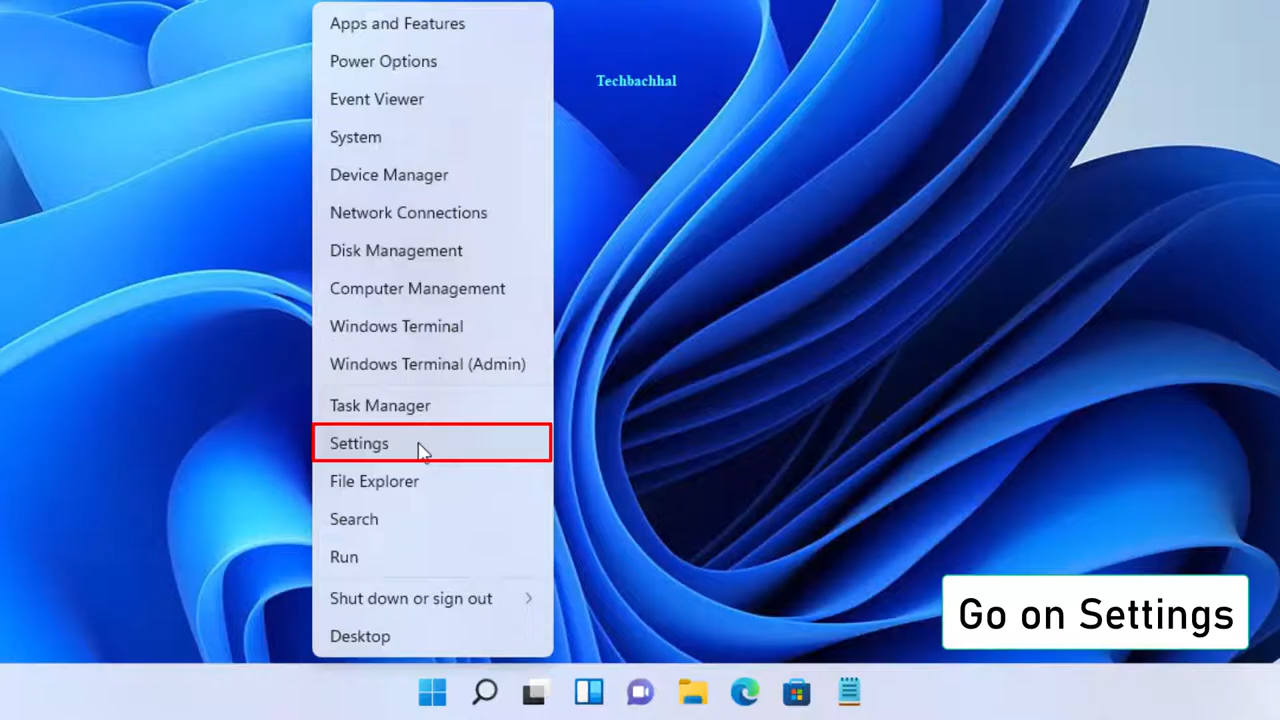 Apps and Features
Power Options
Techbachhal
Event Viewer
System
Device Manager
Network Connections
Disk Management
Computer Management
Windows Terminal
Windows Terminal (Admin)
Task Manager
Settings
File Explorer
Search
Run
Shut down or sign out
Go on Settings
Desktop